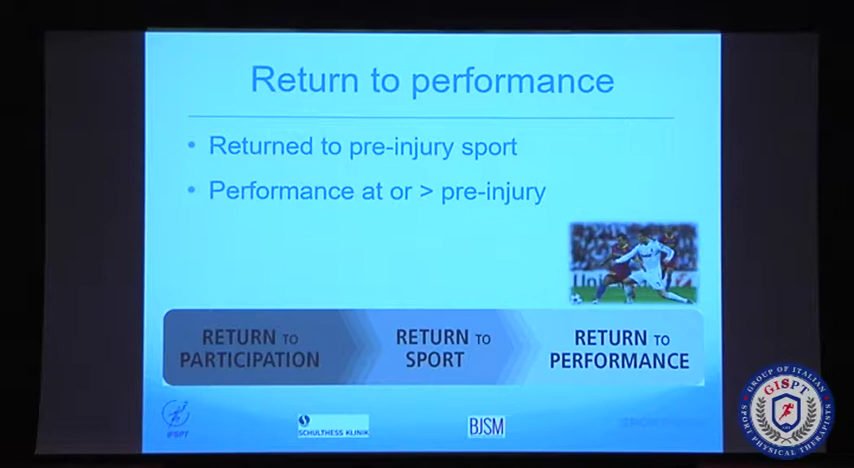 Return to performance
• Returned to pre-injury sport
• Performance at or > pre-injury
RETURN TO
PARTICIPATION
RETURN TO
SPORT
RETURN TO
PERFORMANCE
IFSPT
SCHULTHESS KLINIK
BJSM
GROUP OF ITALIAN
GISPT
SPORT PHYSICAL THERAPISTS